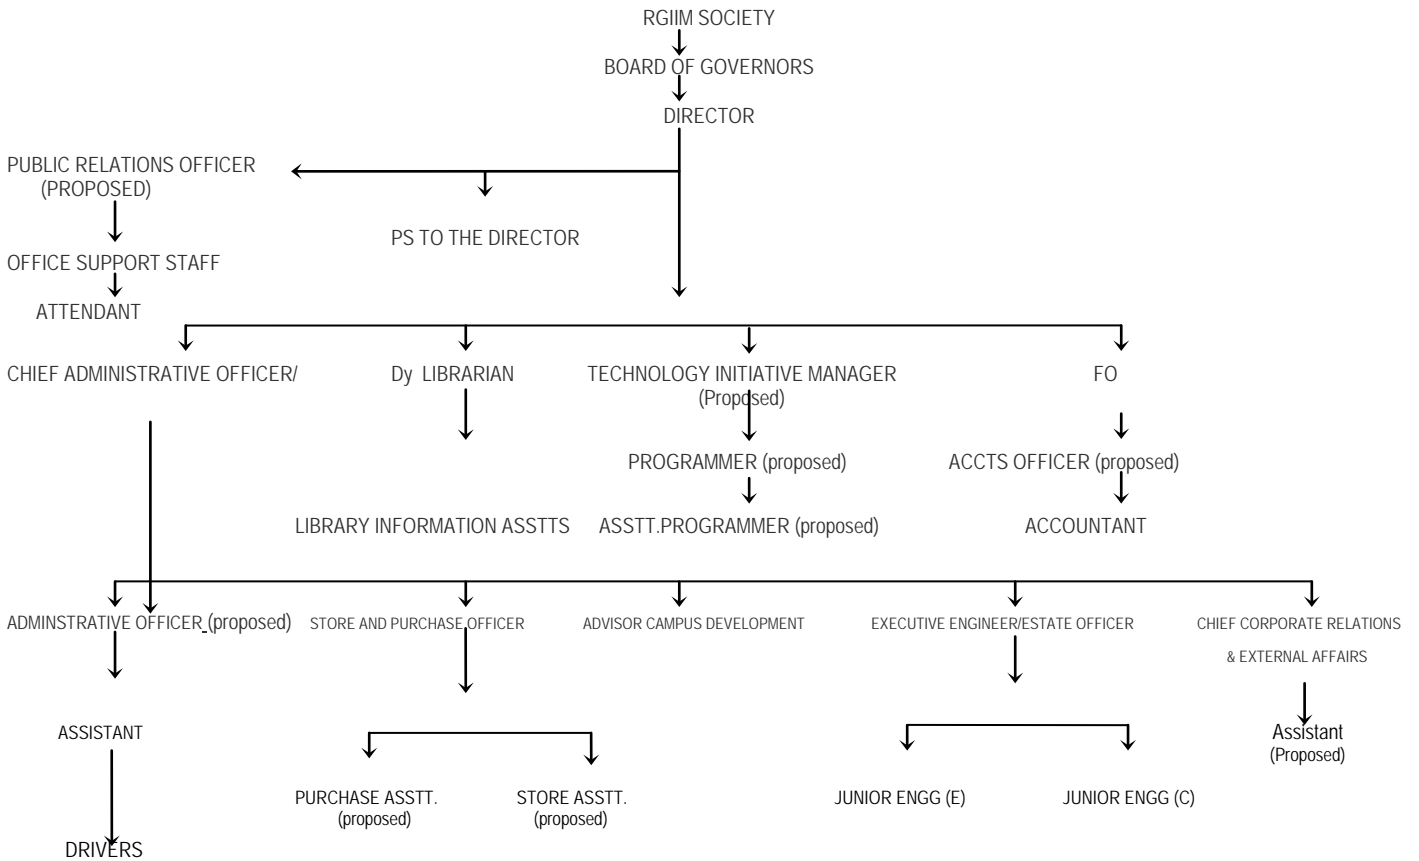 RGIIM SOCIETY
BOARD OF GOVERNORS
DIRECTOR
PUBLIC RELATIONS OFFICER
(PROPOSED)
PS TO THE DIRECTOR
OFFICE SUPPORT STAFF
ATTENDANT
CHIEF ADMINISTRATIVE OFFICER/
Dy LIBRARIAN
TECHNOLOGY INITIATIVE MANAGER
(Proposed)
FO
PROGRAMMER (proposed)
ACCTS OFFICER (proposed)
LIBRARY INFORMATION ASSTTS
ASSTT.PROGRAMMER (proposed)
ACCOUNTANT
ADMINSTRATIVE OFFICER (proposed)
STORE AND PURCHASE OFFICER
ADVISOR CAMPUS DEVELOPMENT
EXECUTIVE ENGINEER/ESTATE OFFICER
CHIEF CORPORATE RELATIONS
& EXTERNAL AFFAIRS
ASSISTANT
Assistant
(Proposed)
PURCHASE ASSTT.
(proposed)
STORE ASSTT.
(proposed)
JUNIOR ENGG (E)
JUNIOR ENGG (C)
DRIVERS